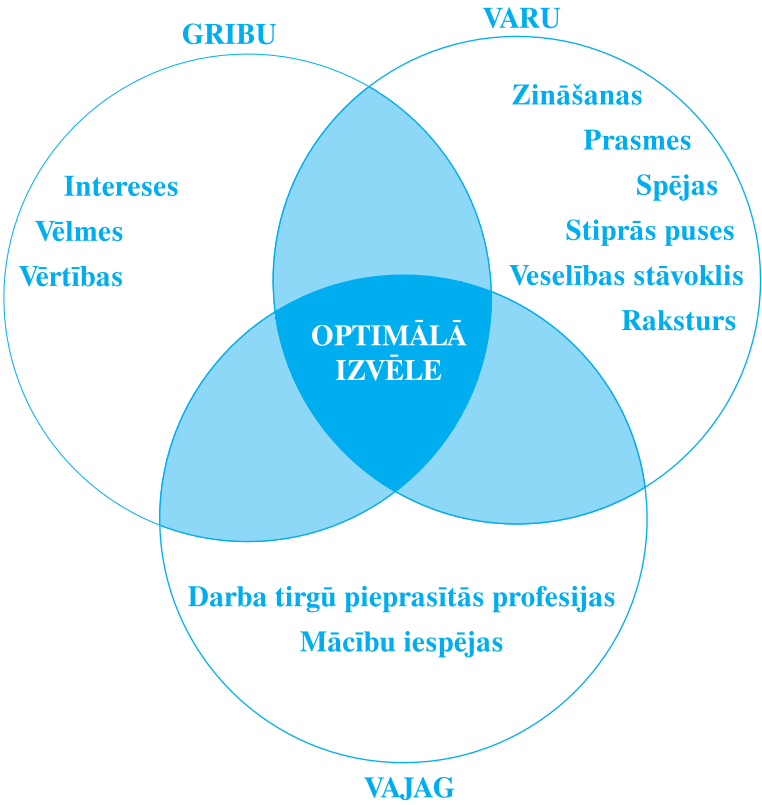 GRIBU
VARU
Intereses
Vēlmes
Vērtības
Zināšanas
Prasmes
Spējas
Stiprās puses
Veselības stāvoklis
Raksturs
OPTIMĀLĀ
IZVĒLE
Darba tirgū pieprasītās profesijas
Mācību iespējas
VAJAG